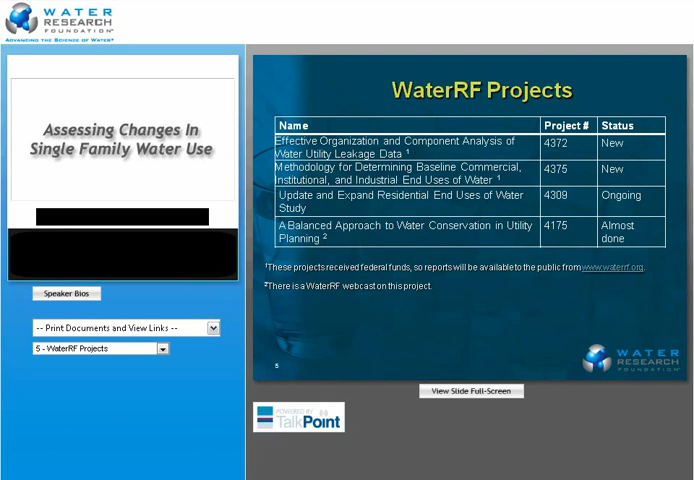 WATER
RESEARCH
FOUNDATION
ADVANCING THE SCIENCE OF WATER®
Assessing Changes In
Single Family Water Use
Speaker Bios
-- Print Documents and View Links --
5 - WaterRF Projects
WaterRF Projects
Name Project # Status
Effective Organization and Component Analysis of
Water Utility Leakage Data 1 4372 New
Methodology for Determining Baseline Commercial,
Institutional, and Industrial End Uses of Water 1 4375 New
Update and Expand Residential End Uses of Water
Study 4309 Ongoing
A Balanced Approach to Water Conservation in Utility
Planning 2 4175 Almost
done
1These projects received federal funds, so reports will be available to the public from www.waterrf.org.
2There is a WaterRF webcast on this project.
5
WATER
RESEARCH
FOUNDATION
View Slide Full-Screen
POWERED BY
TalkPoint